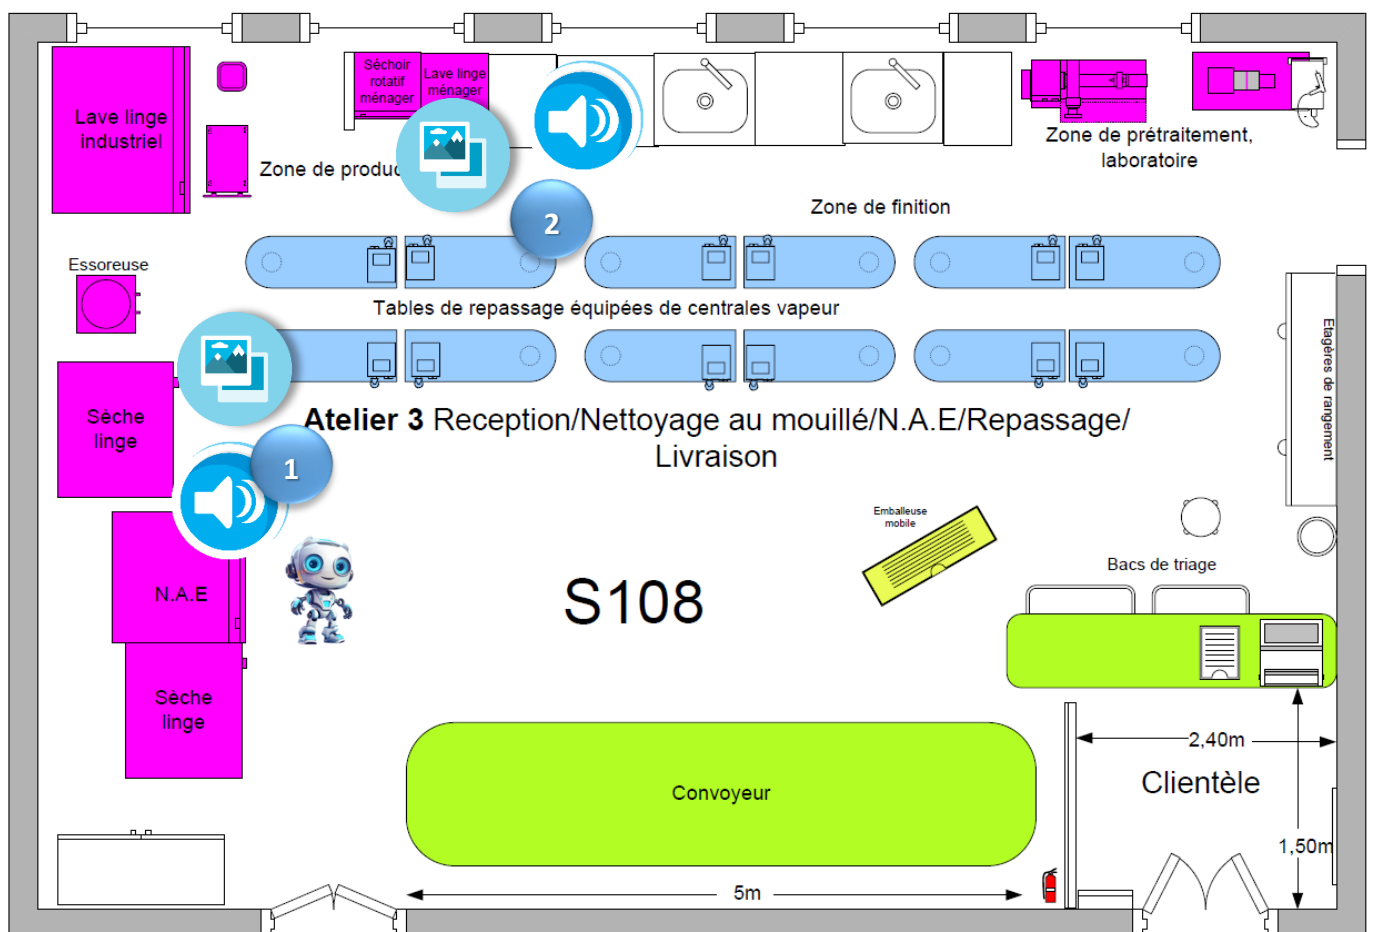 Lave linge
industriel
Séchoir
rotatif
ménager
Lave linge
ménager
Zone de produc
2
Zone de prétraitement,
laboratoire
Zone de finition
Essoreuse
Tables de repassage équipées de centrales vapeur
Etagères de rangement
Sèche
linge
Atelier 3 Reception/Nettoyage au mouillé/N.A.E/Repassage/
Livraison
1
Emballeuse
mobile
Bacs de triage
N.A.E
S108
Sèche
linge
2,40m
Clientèle
Convoyeur
1,50m
5m